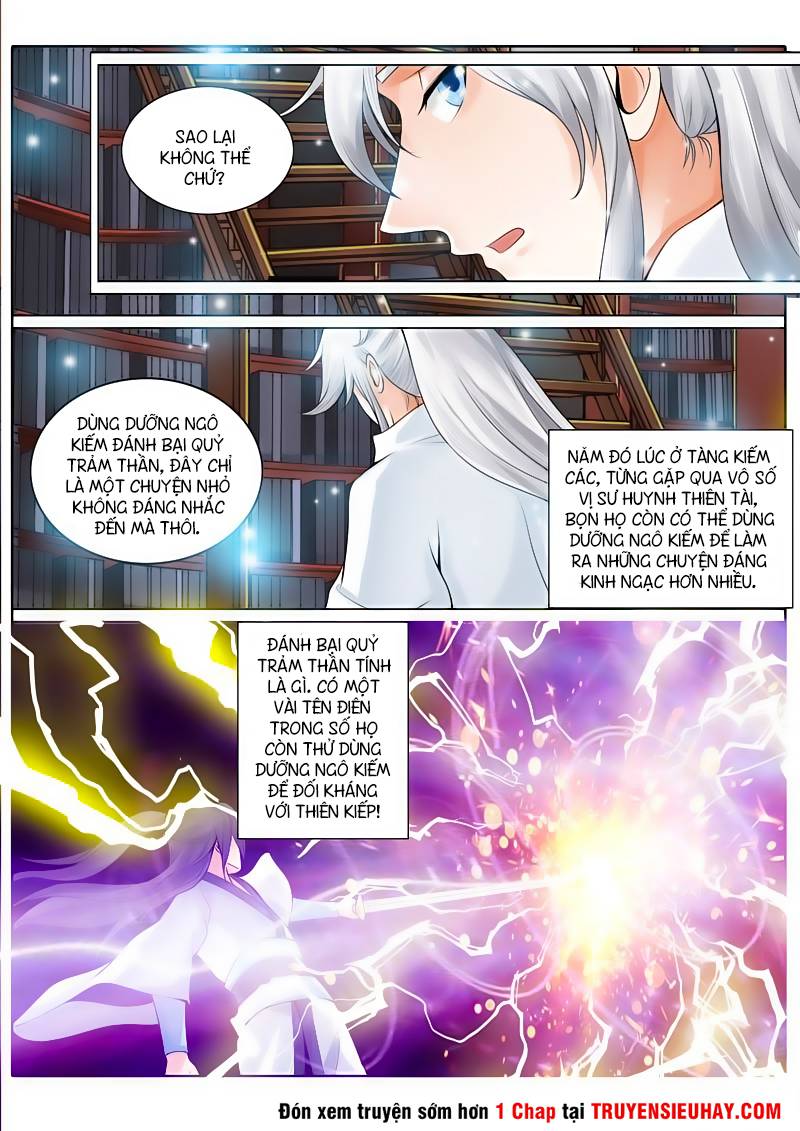 SAO LẠI
KHÔNG THỂ
CHỨ?
DÙNG DƯỠNG NGÔ
KIẾM ĐÁNH BẠI QUỶ
TRẢM THẦN, ĐÂY CHỈ
LÀ MỘT CHUYỆN NHỎ
KHÔNG ĐÁNG NHẮC
ĐẾN MÀ THÔI.
NĂM ĐÓ LÚC Ở TÀNG KIẾM
CÁC, TỪNG GẶP QUA VÔ SỐ
VỊ SƯ HUYNH THIÊN TÀI,
BỌN HỌ CÒN CÓ THỂ DÙNG
DƯỠNG NGÔ KIẾM ĐỂ LÀM
RA NHỮNG CHUYỆN ĐÁNG
KINH NGẠC HƠN NHIỀU.
ĐÁNH BẠI QUỶ
TRẢM THẦN TÍNH
LÀ GÌ. CÓ MỘT
VÀI TÊN ĐIÊN
TRONG SỐ HỌ
CÒN THỬ DÙNG
DƯỠNG NGÔ KIẾM
ĐỂ ĐỐI KHÁNG
VỚI THIÊN KIẾP!
Đón xem truyện sớm hơn 1 Chap tại TRUYENSIEUHAY.COM